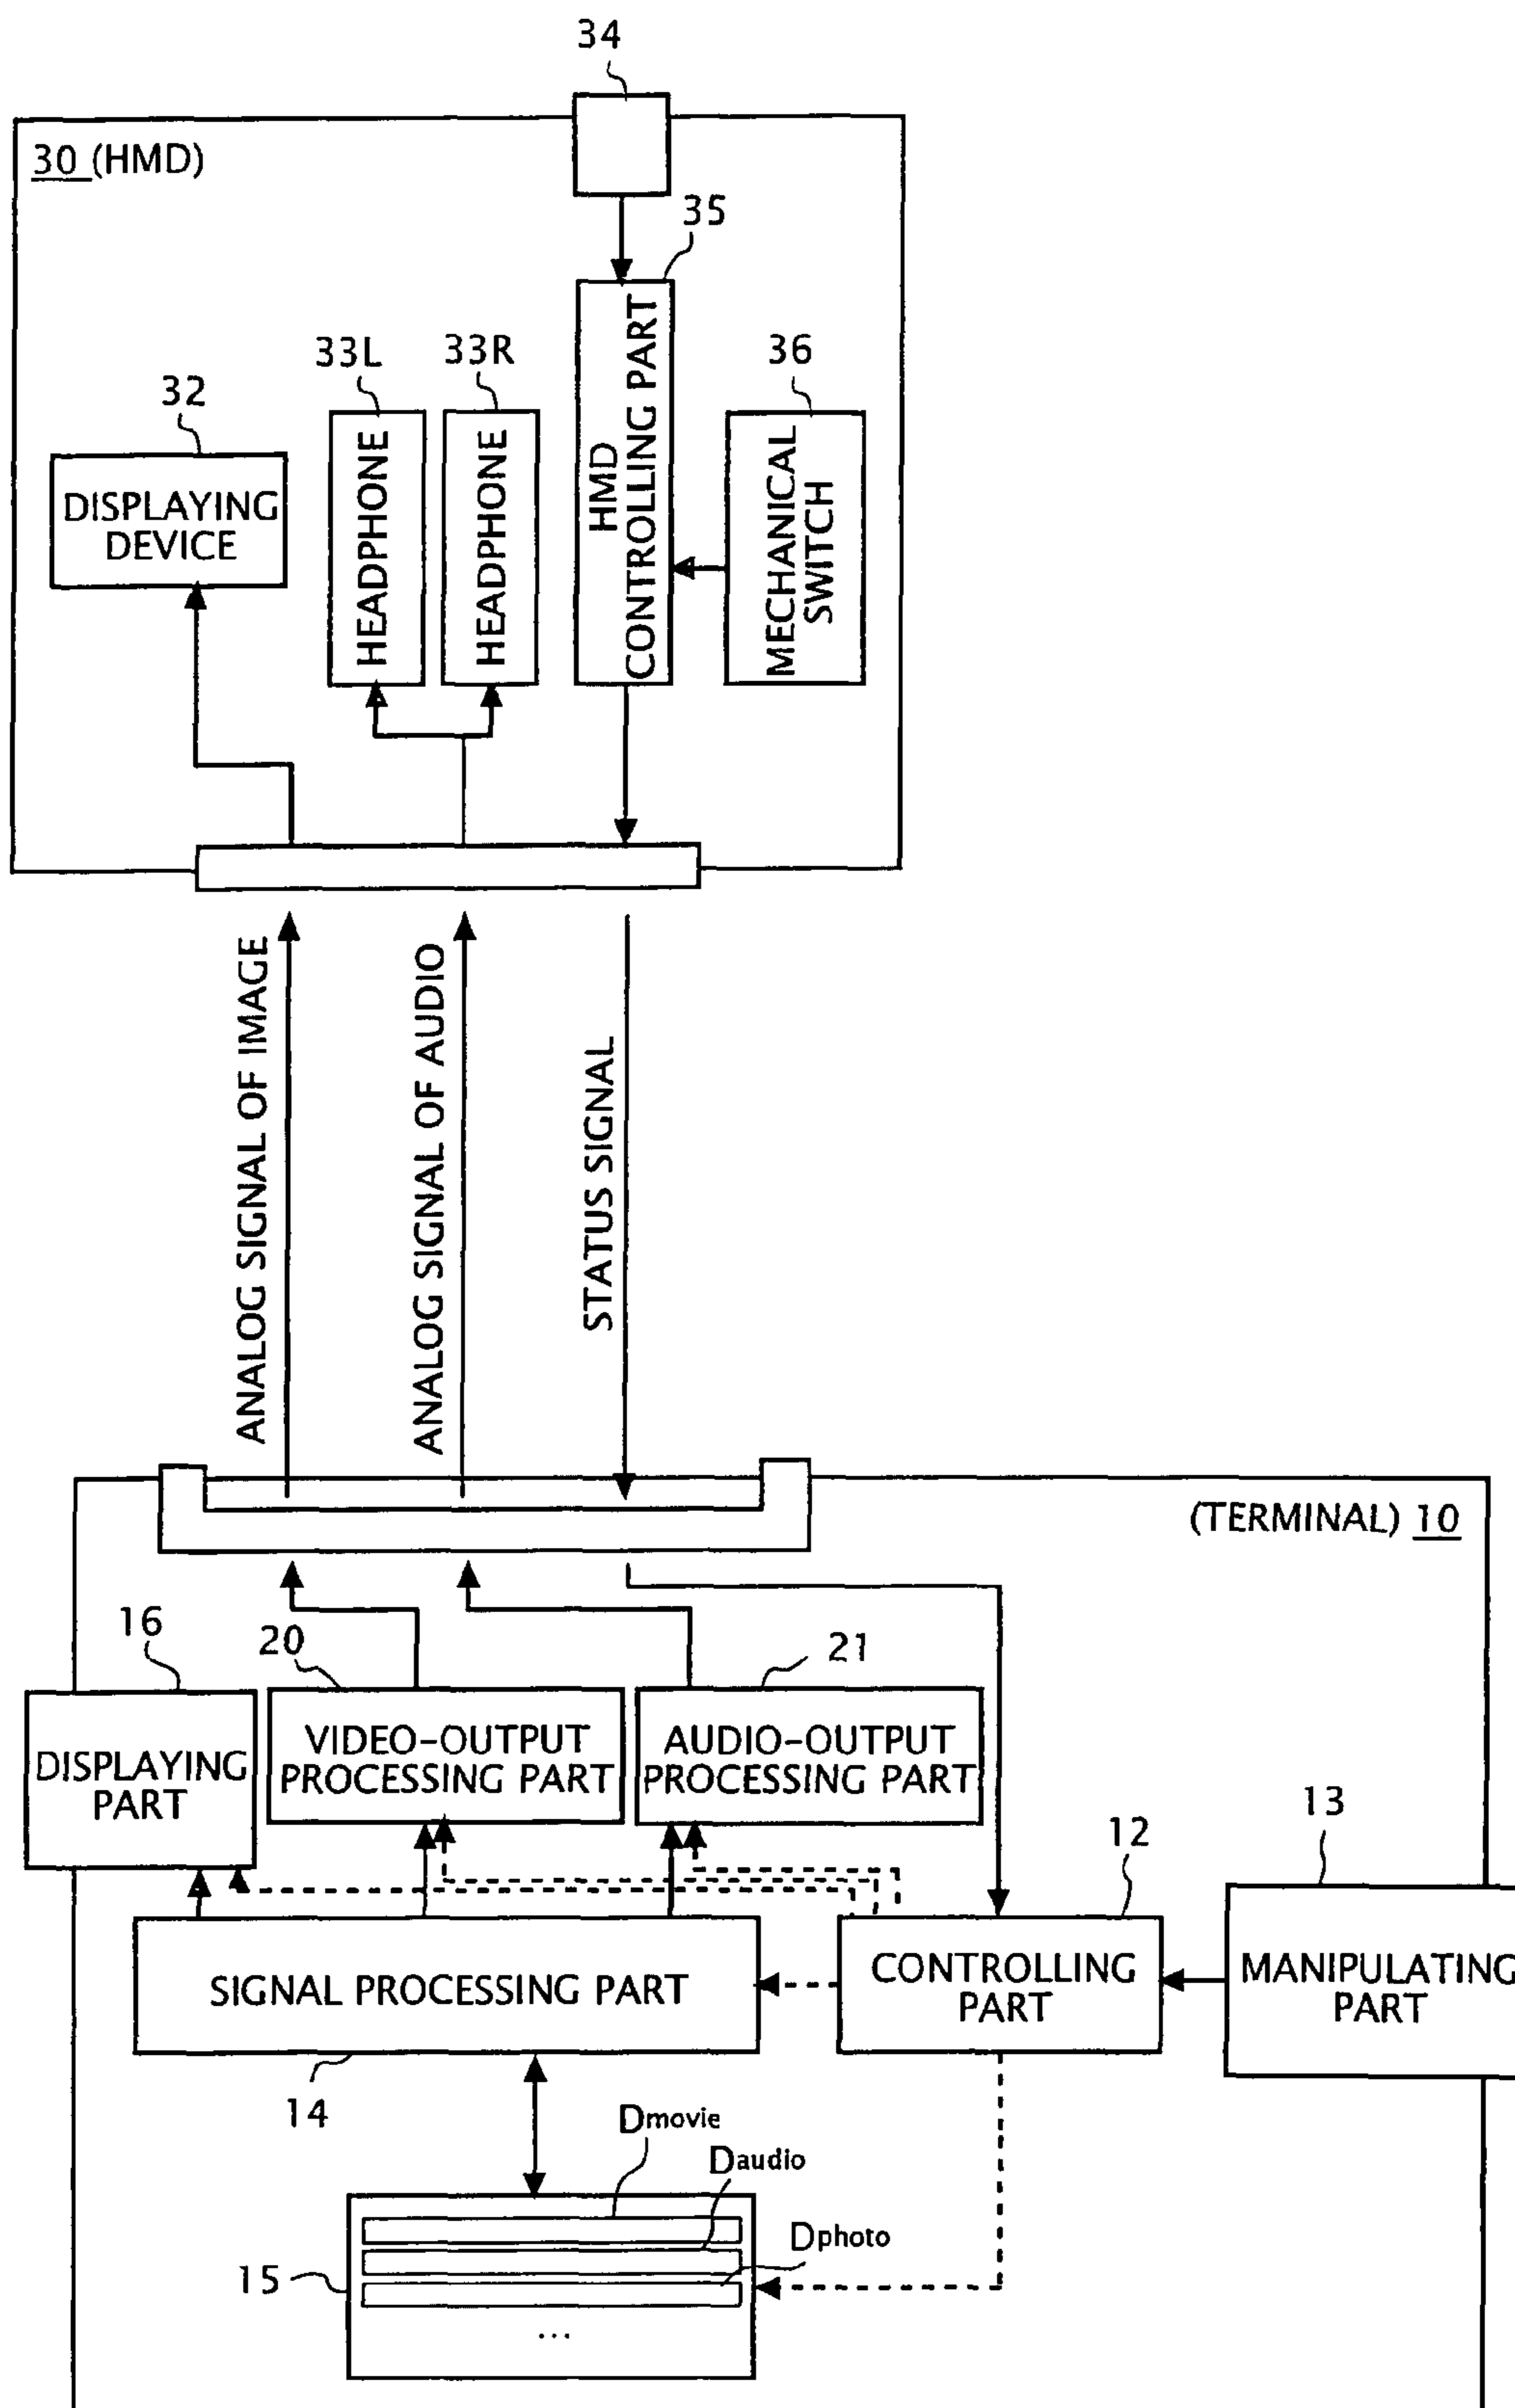 34
30 (HMD)
35
33L
33R
36
32
DISPLAYING
DEVICE
HEADPHONE
HEADPHONE
HMD
CONTROLLING PART
MECHANICAL
SWITCH
ANALOG SIGNAL OF IMAGE
ANALOG SIGNAL OF AUDIO
STATUS SIGNAL
(TERMINAL) 10
16
20
21
DISPLAYING
PART
VIDEO-OUTPUT
PROCESSING PART
AUDIO-OUTPUT
PROCESSING PART
12
13
SIGNAL PROCESSING PART
CONTROLLING
PART
MANIPULATING
PART
14
Dmovie
Daudio
Dphoto
15
...